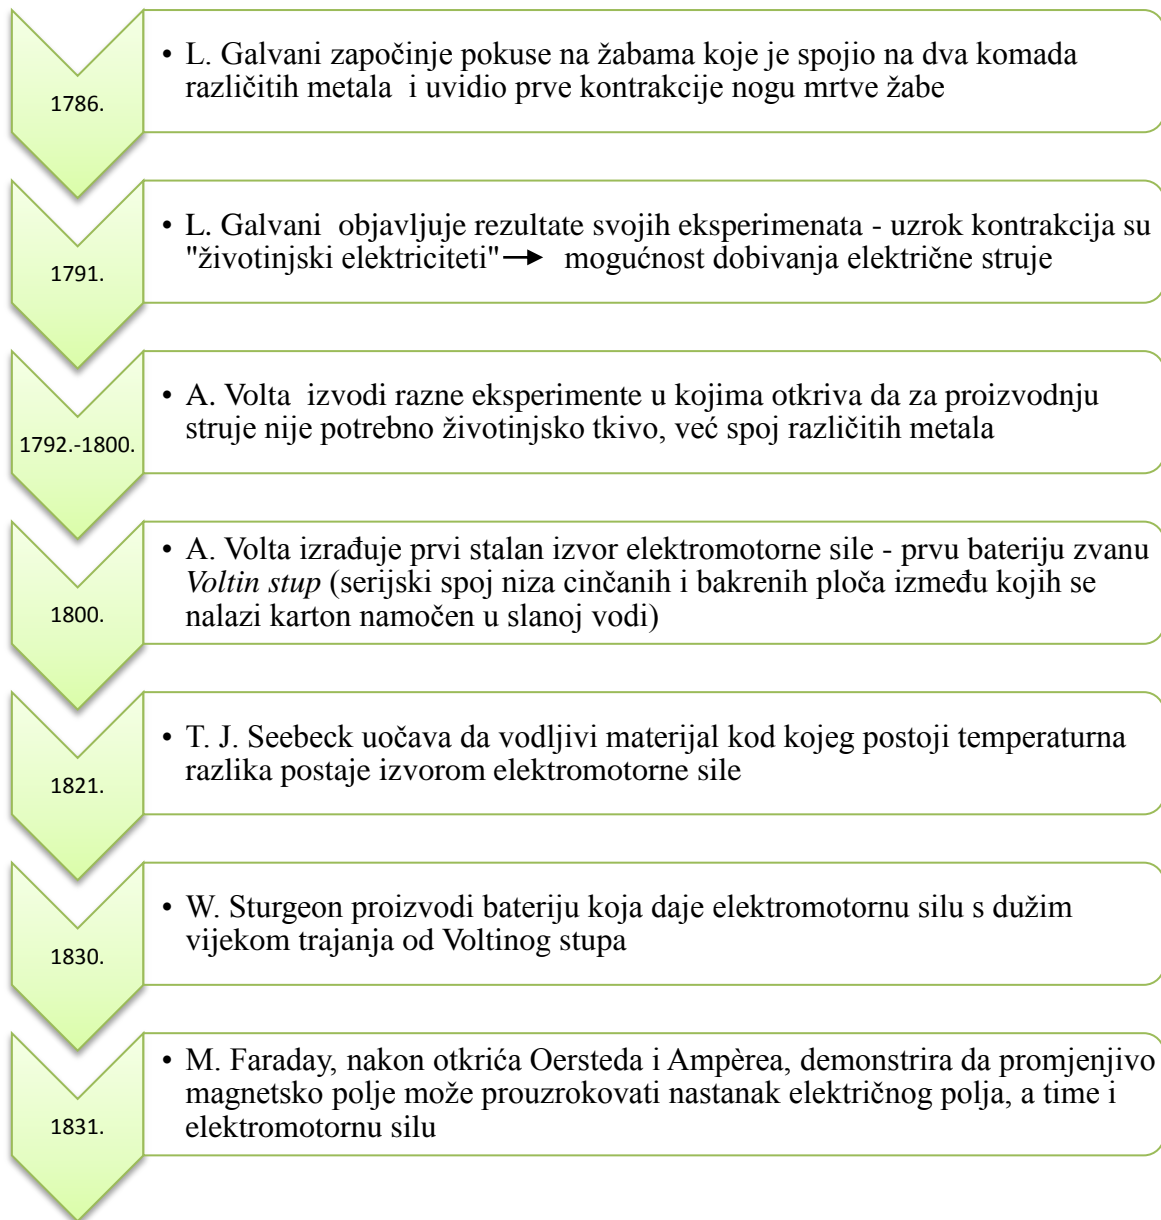 1786.
• L. Galvani započinje pokuse na žabama koje je spojio na dva komada
različitih metala i uvidio prve kontrakcije nogu mrtve žabe
1791.
• L. Galvani objavljuje rezultate svojih eksperimenata - uzrok kontrakcija su
"životinjski elektriciteti"→ mogućnost dobivanja električne struje
1792.-1800.
• A. Volta izvodi razne eksperimente u kojima otkriva da za proizvodnju
struje nije potrebno životinjsko tkivo, već spoj različitih metala
1800.
• A. Volta izrađuje prvi stalan izvor elektromotorne sile - prvu bateriju zvanu
Voltin stup (serijski spoj niza cinčanih i bakrenih ploča između kojih se
nalazi karton namočen u slanoj vodi)
1821.
• T. J. Seebeck uočava da vodljivi materijal kod kojeg postoji temperaturna
razlika postaje izvorom elektromotorne sile
1830.
• W. Sturgeon proizvodi bateriju koja daje elektromotornu silu s dužim
vijekom trajanja od Voltinog stupa
1831.
• M. Faraday, nakon otkrića Oersteda i Ampèrea, demonstrira da promjenjivo
magnetsko polje može prouzrokovati nastanak električnog polja, a time i
elektromotornu silu